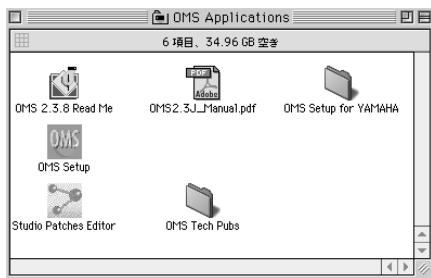 OMS Applications
6 項目、34.96 GB 空き
PDF
Adobe
OMS 2.3.8 Read Me
OMS2.3J_Manual.pdf
OMS Setup for YAMAHA
OMS
OMS Setup
Studio Patches Editor
OMS Tech Pubs